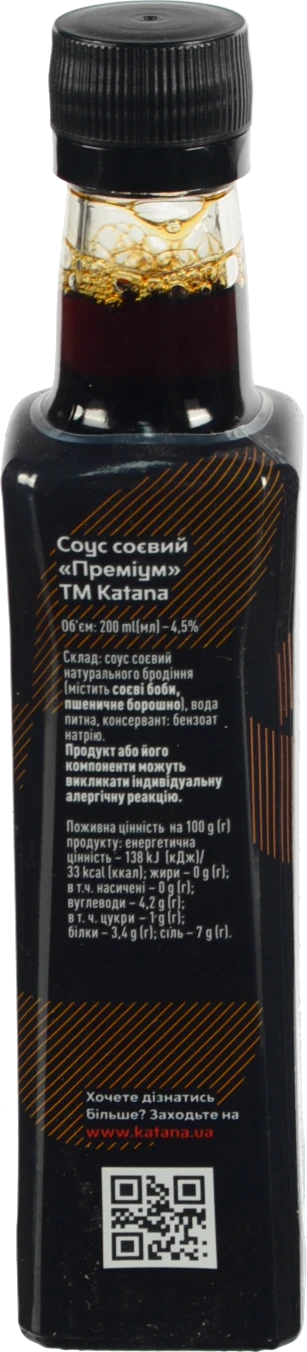 Соус соєвий
«Преміум»
ТМ Katana
Об'єм: 200 ml(мл) – 4,5%
Склад: соус соєвий
натурального бродіння
(містить соєві боби,
пшеничне борошно), вода
питна, консервант: бензоат
натрію.
Продукт або його
компоненти можуть
викликати індивідуальну
алергічну реакцію.
Поживна цінність на 100 g (г)
продукту: енергетична
цінність – 138 kJ (кДж)/
33 kcal (ккал); жири – 0 g (г);
в т.ч. насичені – 0 g (г);
вуглеводи – 4,2 g (г);
в т. ч. цукри – 1 g (г);
білки – 3,4 g (г); сіль – 7 g (г).
Хочете дізнатись
більше? Заходьте на
www.katana.ua